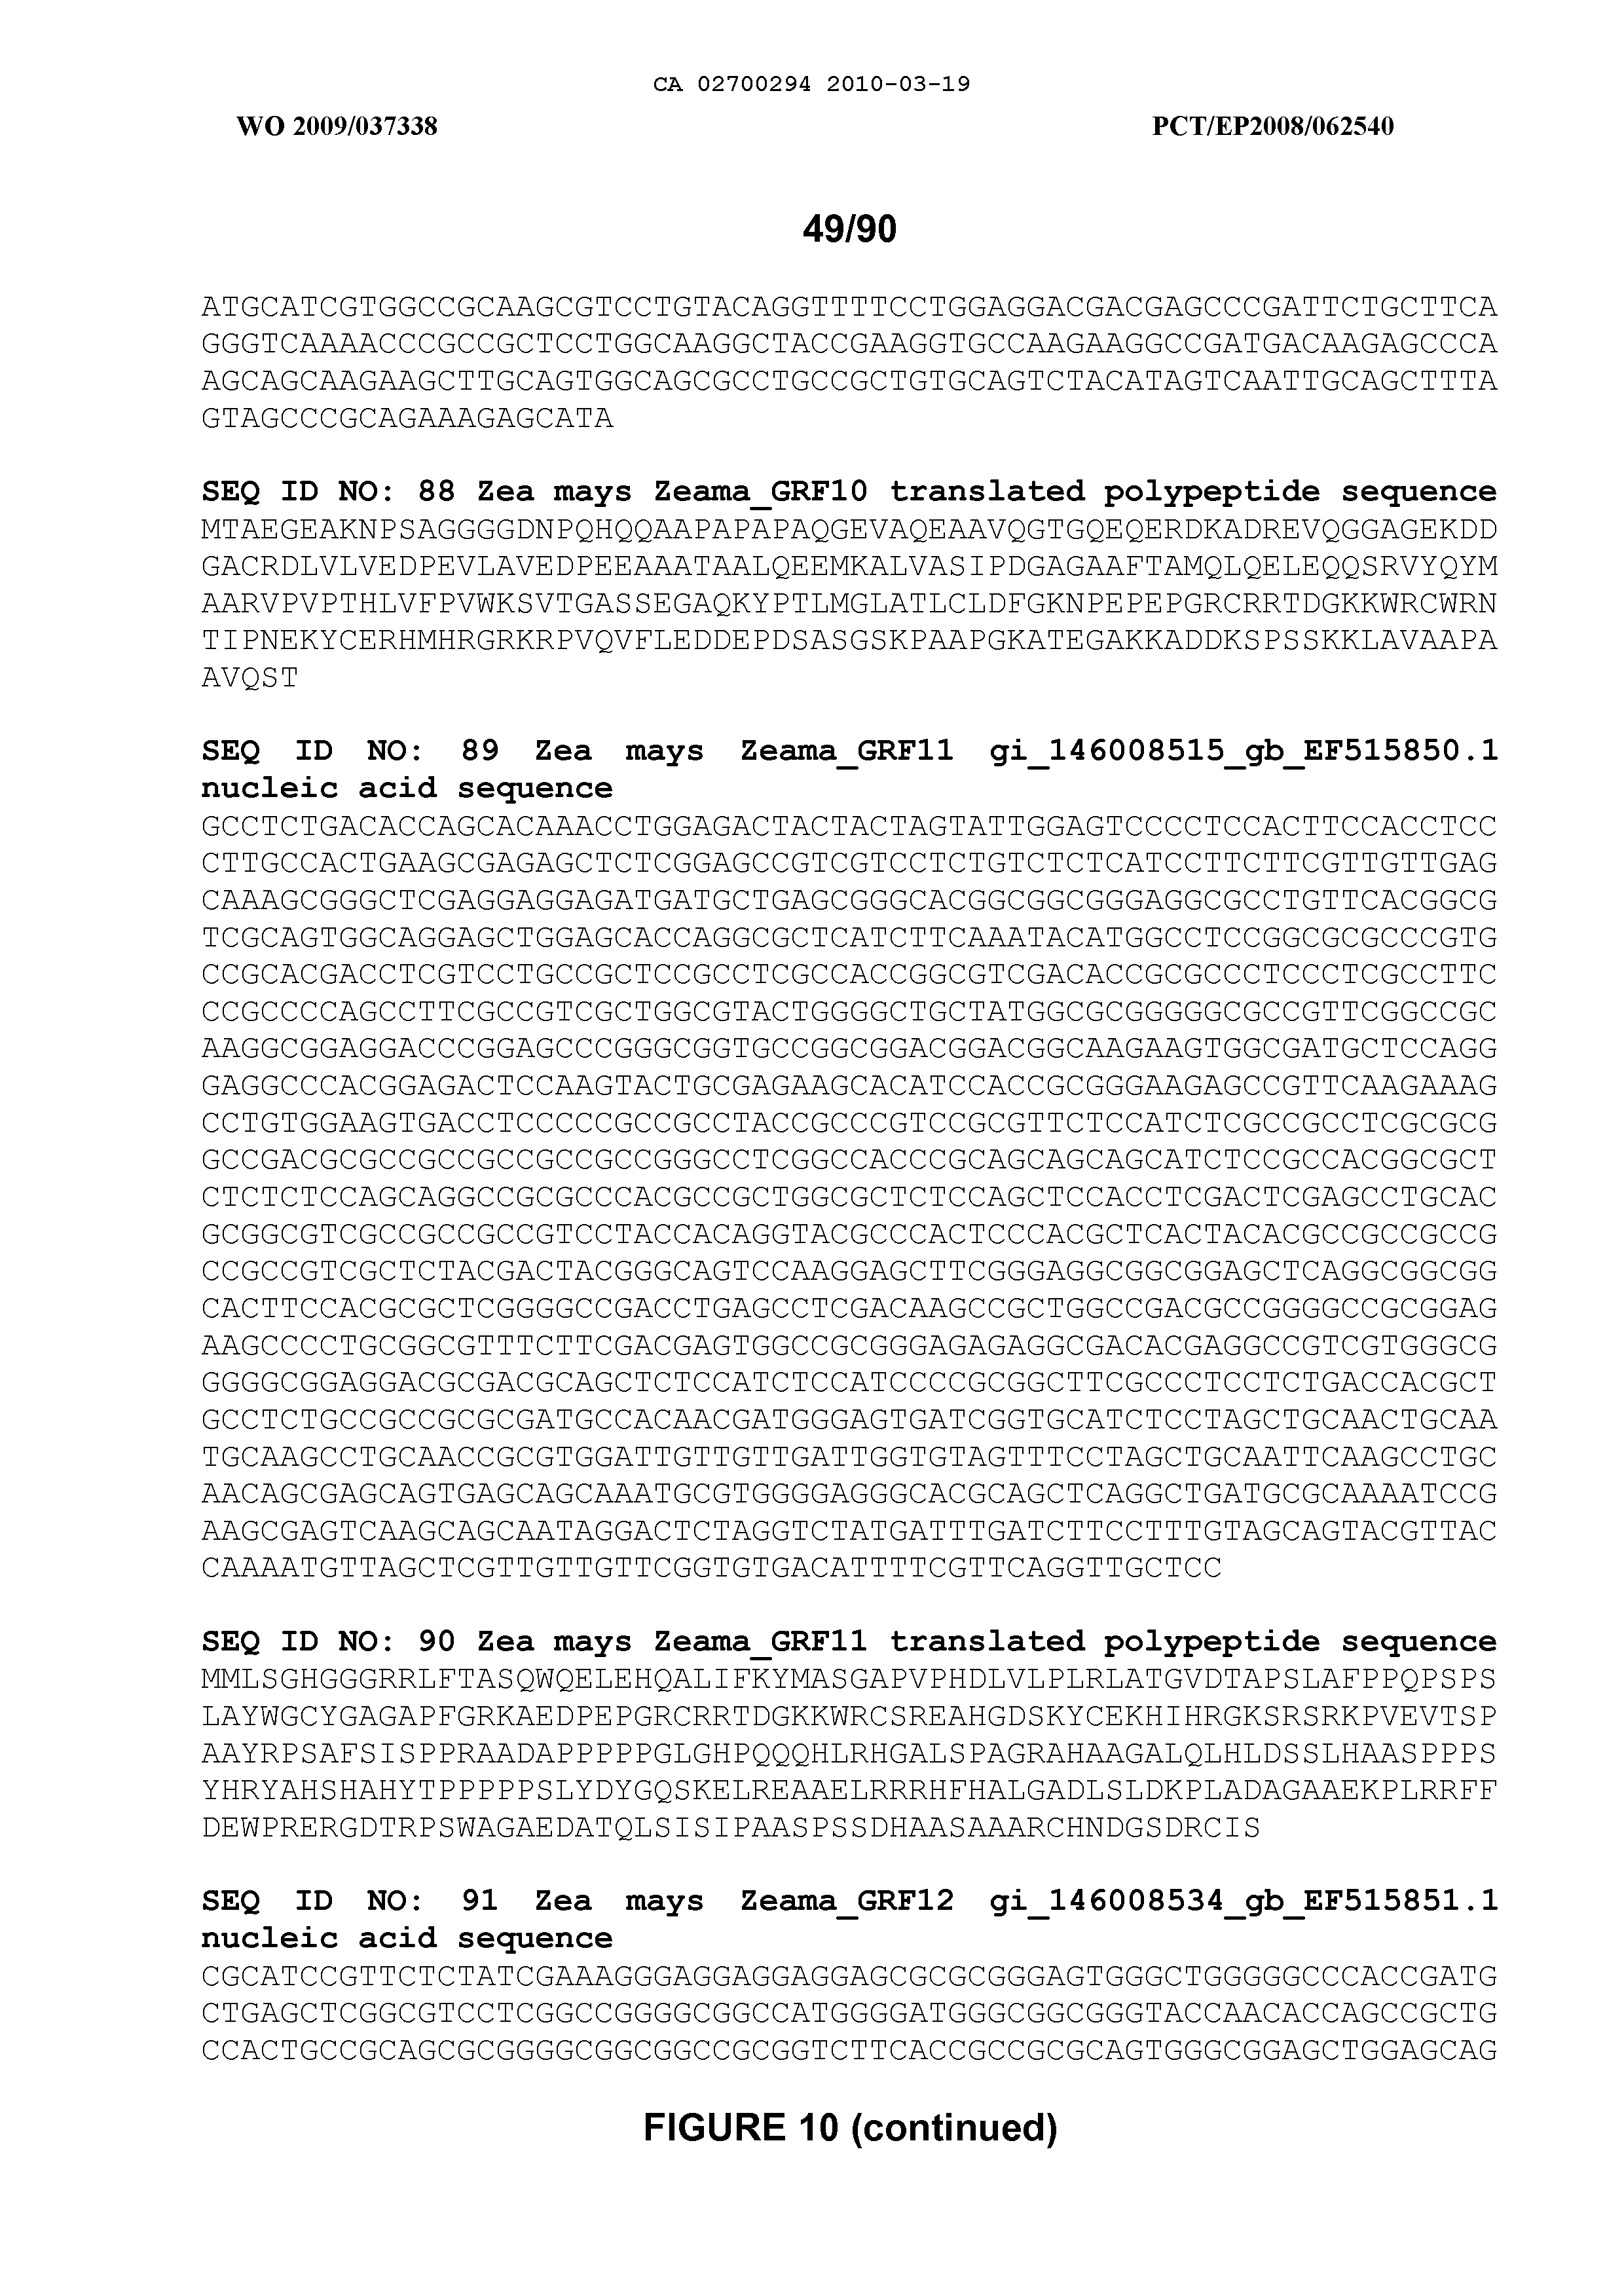 CA 02700294 2010-03-19
WO 2009/037338 PCT/EP2008/062540
49/90
ATGCATCGTGGCCGCAAGCGTCCTGTACAGGTTTTCCTGGAGGACGACGAGCCCGATTCTGCTTCA
GGGTCAAAACCCGCCGCTCCTGGCAAGGCTACCGAAGGTGCCAAGAAGGCCGATGACAAGAGCCCA
AGCAGCAAGAAGCTTGCAGTGGCAGCGCCTGCCGCTGTGCAGTCTACATAGTCAATTGCAGCTTTA
GTAGCCCGCAGAAAGAGCATA
SEQ ID NO: 88 Zea mays Zeama_GRF10 translated polypeptide sequence
MTAEGEAKNPSAGGGGDNPQHQQAAPAPAPAQGEVAQEAAVQGTGQEQERDKADREVQGGAGEKDD
GACRDLVLVEDPEVLAVEDPEEAAATAALQEEMKALVASIPDGAGAAFTAMQLQELEQQSRVYQYM
AARVPVPTHLVFPVWKSVTGASSEGAQKYPTLMGLATLCLDFGKNPEPEPGRCRRTDGKKWRCWRN
TIPNEKYCERHMHRGRKRPVQVFLEDDEPDSASGSKPAAPGKATEGAKKADDKSPSSKKLAVAAPA
AVQST
SEQ ID NO: 89 Zea mays Zeama_GRF11 gi_146008515_gb_EF515850.1
nucleic acid sequence
GCCTCTGACACCAGCACAAACCTGGAGACTACTACTAGTATTGGAGTCCCCTCCACTTCCACCTCC
CTTGCCACTGAAGCGAGAGCTCTCGGAGCCGTCGTCCTCTGTCTCTCATCCTTCTTCGTTGTTGAG
CAAAGCGGGCTCGAGGAGGAGATGATGCTGAGCGGGCACGGCGGCGGGAGGCGCCTGTTCACGGCG
TCGCAGTGGCAGGAGCTGGAGCACCAGGCGCTCATCTTCAAATACATGGCCTCCGGCGCGCCCGTG
CCGCACGACCTCGTCCTGCCGCTCCGCCTCGCCACCGGCGTCGACACCGCGCCCTCCCTCGCCTTC
CCGCCCCAGCCTTCGCCGTCGCTGGCGTACTGGGGCTGCTATGGCGCGGGGGCGCCGTTCGGCCGC
AAGGCGGAGGACCCGGAGCCCGGGCGGTGCCGGCGGACGGACGGCAAGAAGTGGCGATGCTCCAGG
GAGGCCCACGGAGACTCCAAGTACTGCGAGAAGCACATCCACCGCGGGAAGAGCCGTTCAAGAAAG
CCTGTGGAAGTGACCTCCCCCGCCGCCTACCGCCCGTCCGCGTTCTCCATCTCGCCGCCTCGCGCG
GCCGACGCGCCGCCGCCGCCGCCGGGCCTCGGCCACCCGCAGCAGCAGCATCTCCGCCACGGCGCT
CTCTCTCCAGCAGGCCGCGCCCACGCCGCTGGCGCTCTCCAGCTCCACCTCGACTCGAGCCTGCAC
GCGGCGTCGCCGCCGCCGTCCTACCACAGGTACGCCCACTCCCACGCTCACTACACGCCGCCGCCG
CCGCCGTCGCTCTACGACTACGGGCAGTCCAAGGAGCTTCGGGAGGCGGCGGAGCTCAGGCGGCGG
CACTTCCACGCGCTCGGGGCCGACCTGAGCCTCGACAAGCCGCTGGCCGACGCCGGGGCCGCGGAG
AAGCCCCTGCGGCGTTTCTTCGACGAGTGGCCGCGGGAGAGAGGCGACACGAGGCCGTCGTGGGCG
GGGGCGGAGGACGCGACGCAGCTCTCCATCTCCATCCCCGCGGCTTCGCCCTCCTCTGACCACGCT
GCCTCTGCCGCCGCGCGATGCCACAACGATGGGAGTGATCGGTGCATCTCCTAGCTGCAACTGCAA
TGCAAGCCTGCAACCGCGTGGATTGTTGTTGATTGGTGTAGTTTCCTAGCTGCAATTCAAGCCTGC
AACAGCGAGCAGTGAGCAGCAAATGCGTGGGGAGGGCACGCAGCTCAGGCTGATGCGCAAAATCCG
AAGCGAGTCAAGCAGCAATAGGACTCTAGGTCTATGATTTGATCTTCCTTTGTAGCAGTACGTTAC
CAAAATGTTAGCTCGTTGTTGTTCGGTGTGACATTTTCGTTCAGGTTGCTCC
SEQ ID NO: 90 Zea mays Zeama_GRF11 translated polypeptide sequence
MMLSGHGGGRRLFTASQWQELEHQALIFKYMASGAPVPHDLVLPLRLATGVDTAPSLAFPPQPSPS
LAYWGCYGAGAPFGRKAEDPEPGRCRRTDGKKWRCSREAHGDSKYCEKHIHRGKSRSRKPVEVTSP
AAYRPSAFSISPPRAADAPPPPPGLGHPQQQHLRHGALSPAGRAHAAGALQLHLDSSLHAASPPPS
YHRYAHSHAHYTPPPPPSLYDYGQSKELREAAELRRRHFHALGADLSLDKPLADAGAAEKPLRRFF
DEWPRERGDTRPSWAGAEDATQLSISIPAASPSSDHAASAAARCHNDGSDRCIS
SEQ ID NO: 91 Zea mays Zeama_GRF12 gi_146008534_gb_EF515851.1
nucleic acid sequence
CGCATCCGTTCTCTATCGAAAGGGAGGAGGAGGAGCGCGCGGGAGTGGGCTGGGGGCCCACCGATG
CTGAGCTCGGCGTCCTCGGCCGGGGCGGCCATGGGGATGGGCGGCGGGTACCAACACCAGCCGCTG
CCACTGCCGCAGCGCGGGGCGGCGGCCGCGGTCTTCACCGCCGCGCAGTGGGCGGAGCTGGAGCAG
FIGURE 10 (continued)